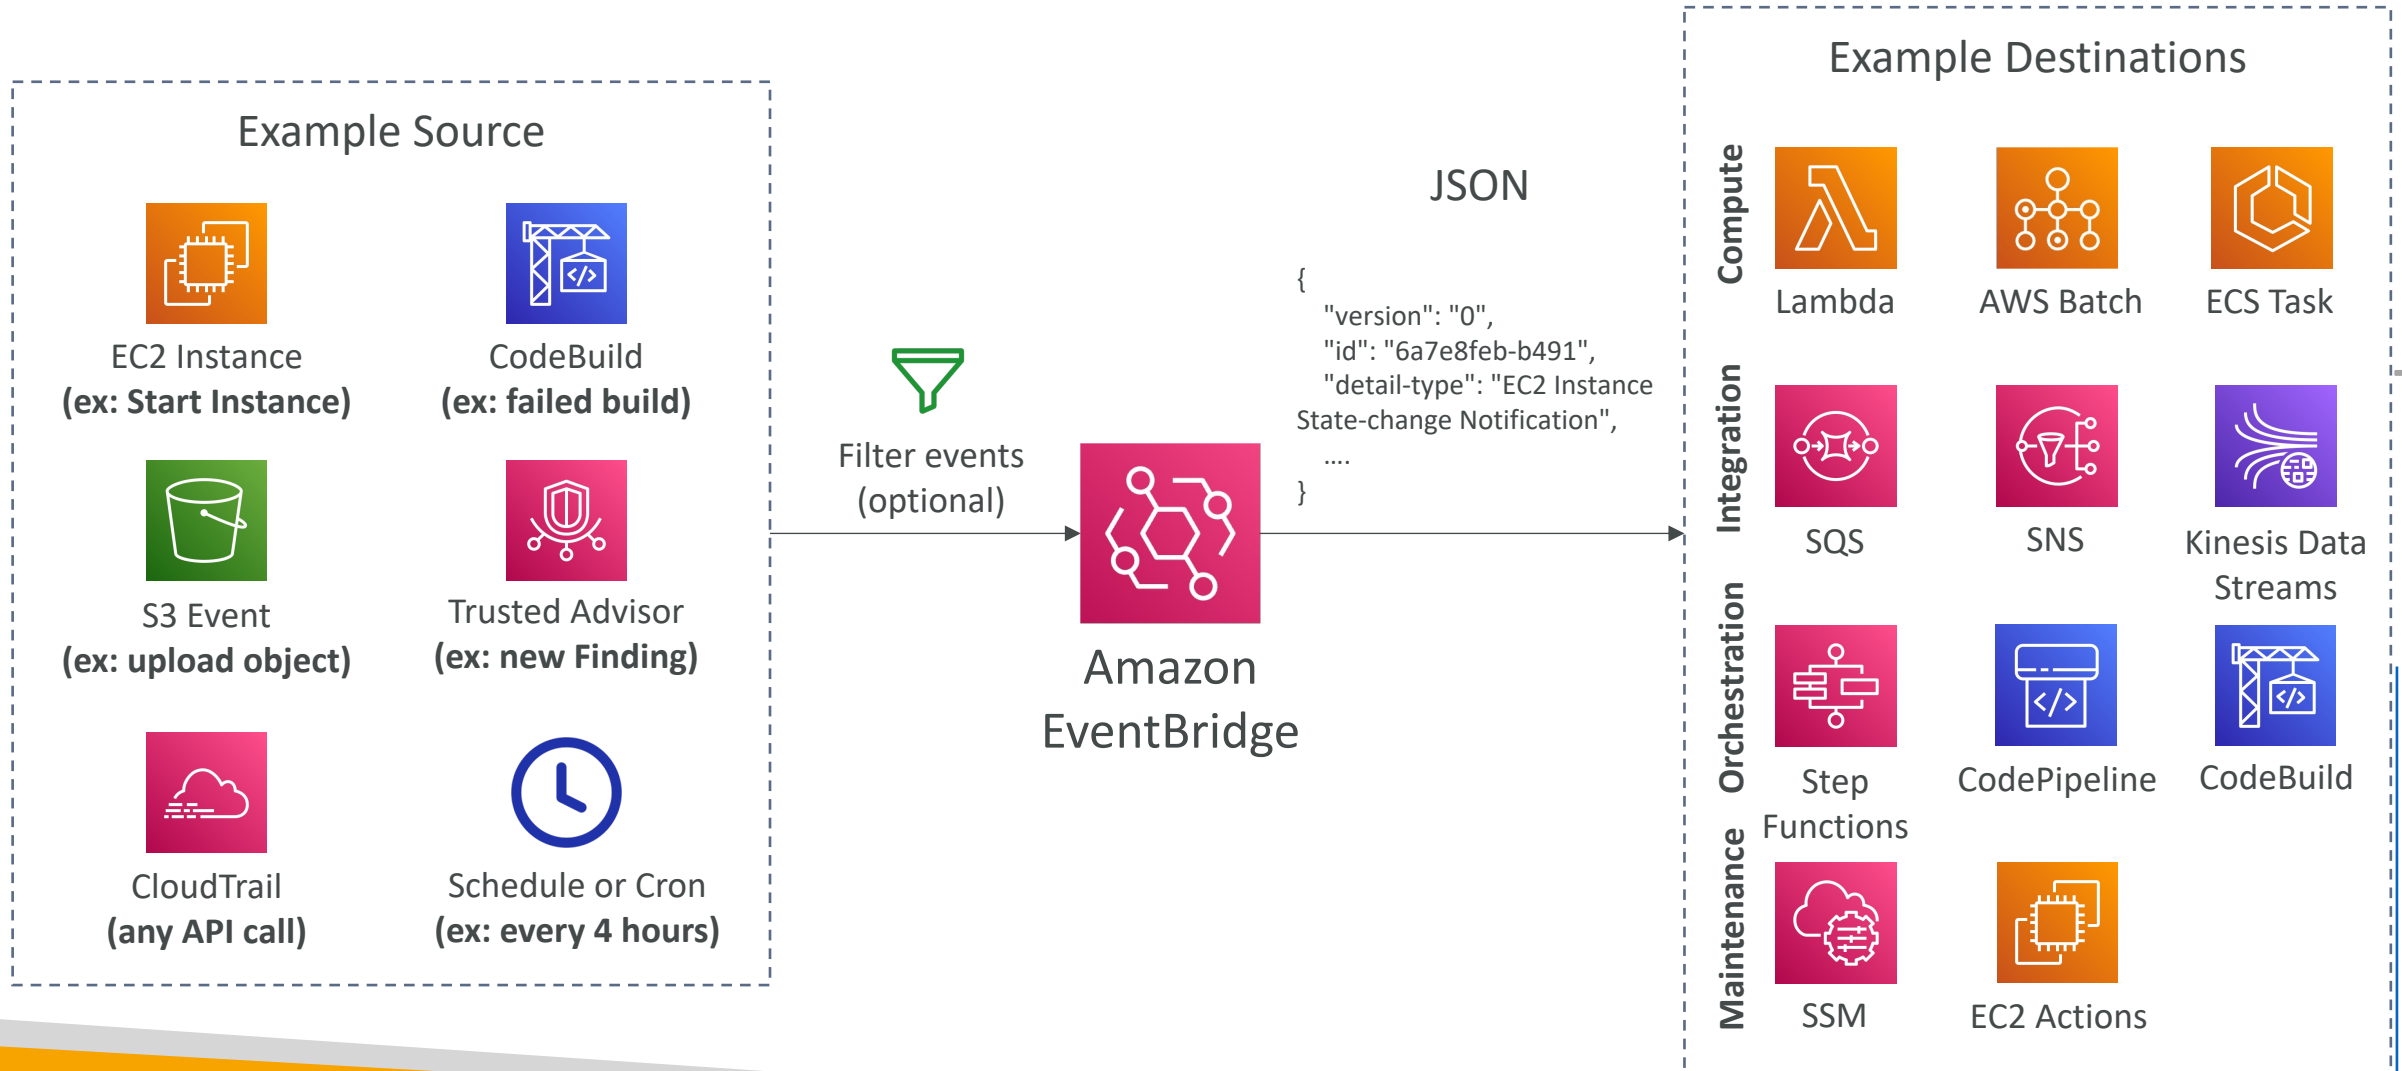 Example Source
EC2 Instance
(ex: Start Instance)
CodeBuild
(ex: failed build)
S3 Event
(ex: upload object)
Trusted Advisor
(ex: new Finding)
CloudTrail
(any API call)
Schedule or Cron
(ex: every 4 hours)
Filter events
(optional)
Amazon
EventBridge
JSON
{
"version": "0",
"id": "6a7e8feb-b491",
"detail-type": "EC2 Instance
State-change Notification",
....
}
Example Destinations
Compute
Lambda
AWS Batch
ECS Task
Integration
SQS
SNS
Kinesis Data
Streams
Orchestration
Step
Functions
CodePipeline
CodeBuild
Maintenance
SSM
EC2 Actions